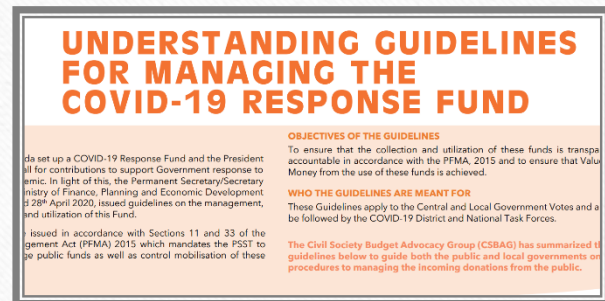 UNDERSTANDING GUIDELINES
FOR MANAGING THE
COVID-19 RESPONSE FUND
da set up a COVID-19 Response Fund and the President
all for contributions to support Government response to
emic. In light of this, the Permanent Secretary/Secretary
nistry of Finance, Planning and Economic Development
d 28th April 2020, issued guidelines on the management,
and utilization of this Fund.
issued in accordance with Sections 11 and 33 of the
gement Act (PFMA) 2015 which mandates the PSST to
ge public funds as well as control mobilisation of these
OBJECTIVES OF THE GUIDELINES
To ensure that the collection and utilization of these funds is transpa
accountable in accordance with the PFMA, 2015 and to ensure that Valu
Money from the use of these funds is achieved.
WHO THE GUIDELINES ARE MEANT FOR
These Guidelines apply to the Central and Local Government Votes and a
be followed by the COVID-19 District and National Task Forces.
The Civil Society Budget Advocacy Group (CSBAG) has summarized t
guidelines below to guide both the public and local governments on
procedures to managing the incoming donations from the public.